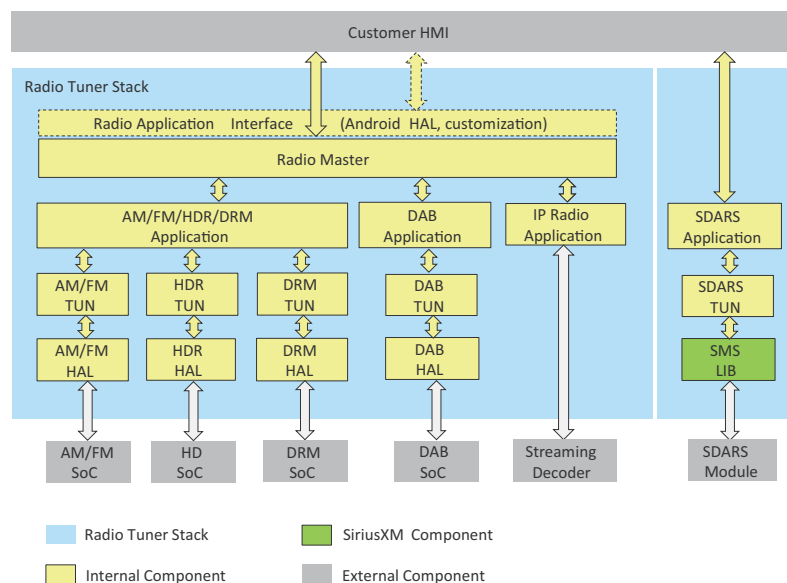 Customer HMI
Radio Tuner Stack
Radio Application Interface (Android HAL, customization)
Radio Master
AM/FM/HDR/DRM
Application
DAB
Application
IP Radio
Application
SDARS
Application
AM/FM
TUN
HDR
TUN
DRM
TUN
DAB
TUN
SDARS
TUN
AM/FM
HAL
HDR
HAL
DRM
HAL
DAB
HAL
SMS
LIB
AM/FM
SoC
HD
SoC
DRM
SoC
DAB
SoC
Streaming
Decoder
SDARS
Module
Radio Tuner Stack
SiriusXM Component
Internal Component
External Component